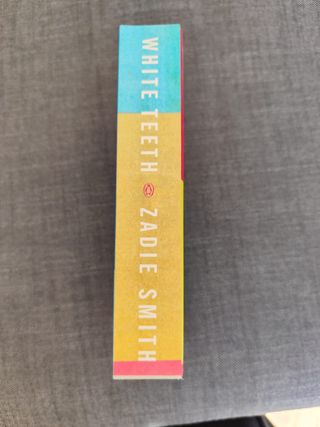 WHITE TEETH ZADIE SMITH